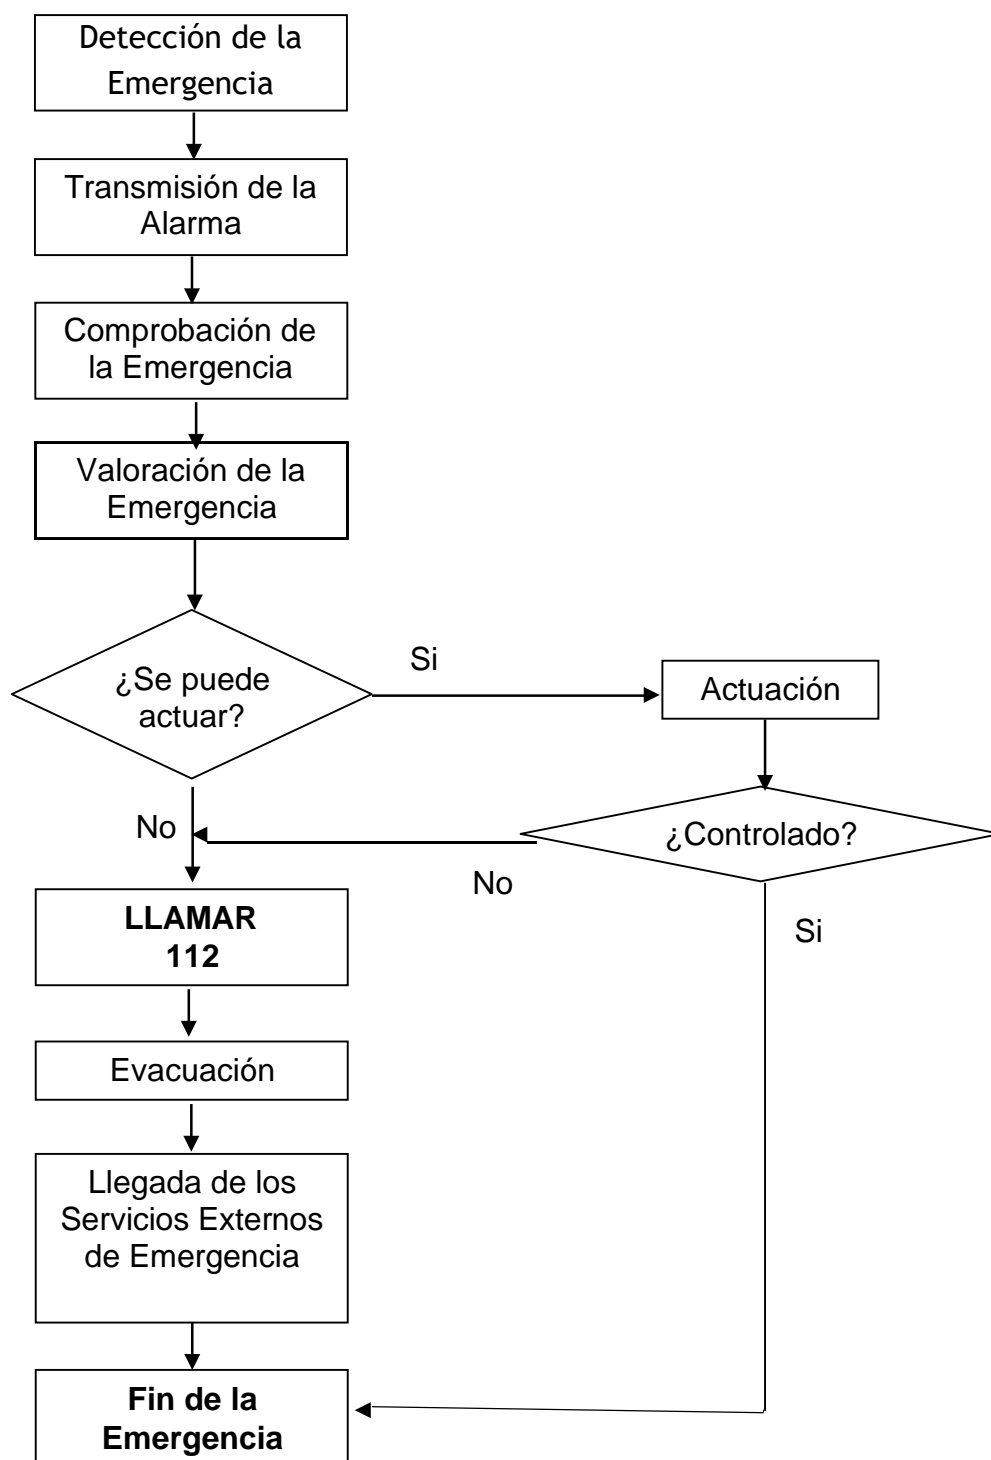 Detección de la
Emergencia
Transmisión de la
Alarma
Comprobación de
la Emergencia
Valoración de la
Emergencia
¿Se puede
actuar?
Si
Actuación
No
¿Controlado?
No
Si
LLAMAR
112
Evacuación
Llegada de los
Servicios Externos
de Emergencia
Fin de la
Emergencia